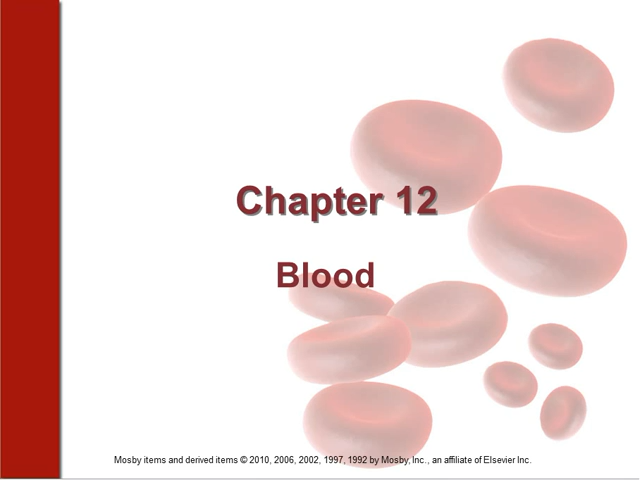 Chapter 12
Blood
Mosby items and derived items © 2010, 2006, 2002, 1997, 1992 by Mosby, Inc., an affiliate of Elsevier Inc.